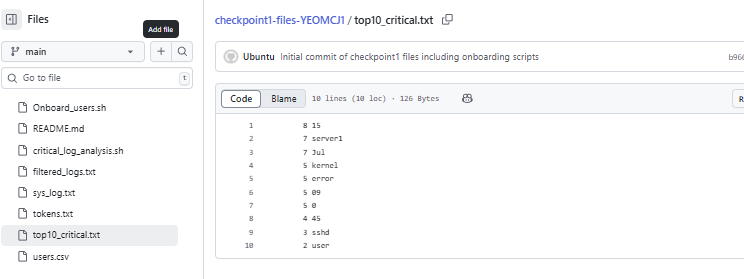 Files
Add file
main
Go to file
t
Onboard_users.sh
README.md
critical_log_analysis.sh
filtered_logs.txt
sys_log.txt
tokens.txt
top10_critical.txt
users.csv
checkpoint1-files-YEOMCJ1 / top10_critical.txt
Ubuntu Initial commit of checkpoint1 files including onboarding scripts
b966
Code Blame 10 lines (10 loc) · 126 Bytes
R
1 8 15
2 7 server1
3 7 Jul
4 5 kernel
5 5 error
6 5 09
7 5 0
8 4 45
9 3 sshd
10 2 user